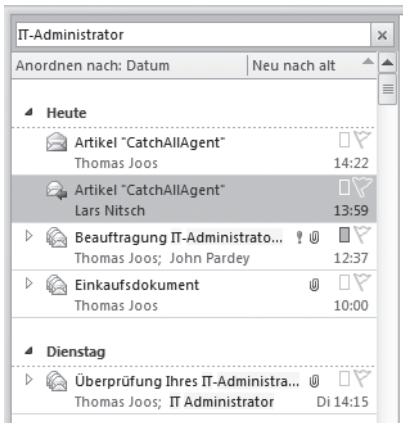 IT-Administrator
Anordnen nach: Datum Neu nach alt
Heute
Artikel "CatchAllAgent"
Thomas Joos 14:22
Artikel "CatchAllAgent"
Lars Nitsch 13:59
Beauftragung IT-Administrato...
Thomas Joos; John Pardey 12:37
Einkaufsdokument
Thomas Joos 10:00
Dienstag
Überprüfung Ihres IT-Administra...
Thomas Joos; IT Administrator Di 14:15